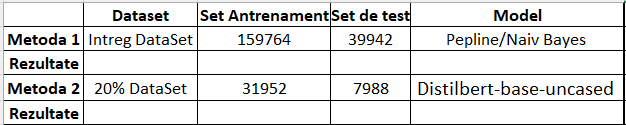 Dataset Set Antrenament Set de test Model
Metoda 1 Intreg DataSet 159764 39942 Pepline/Naiv Bayes
Rezultate
Metoda 2 20% DataSet 31952 7988 Distilbert-base-uncased
Rezultate